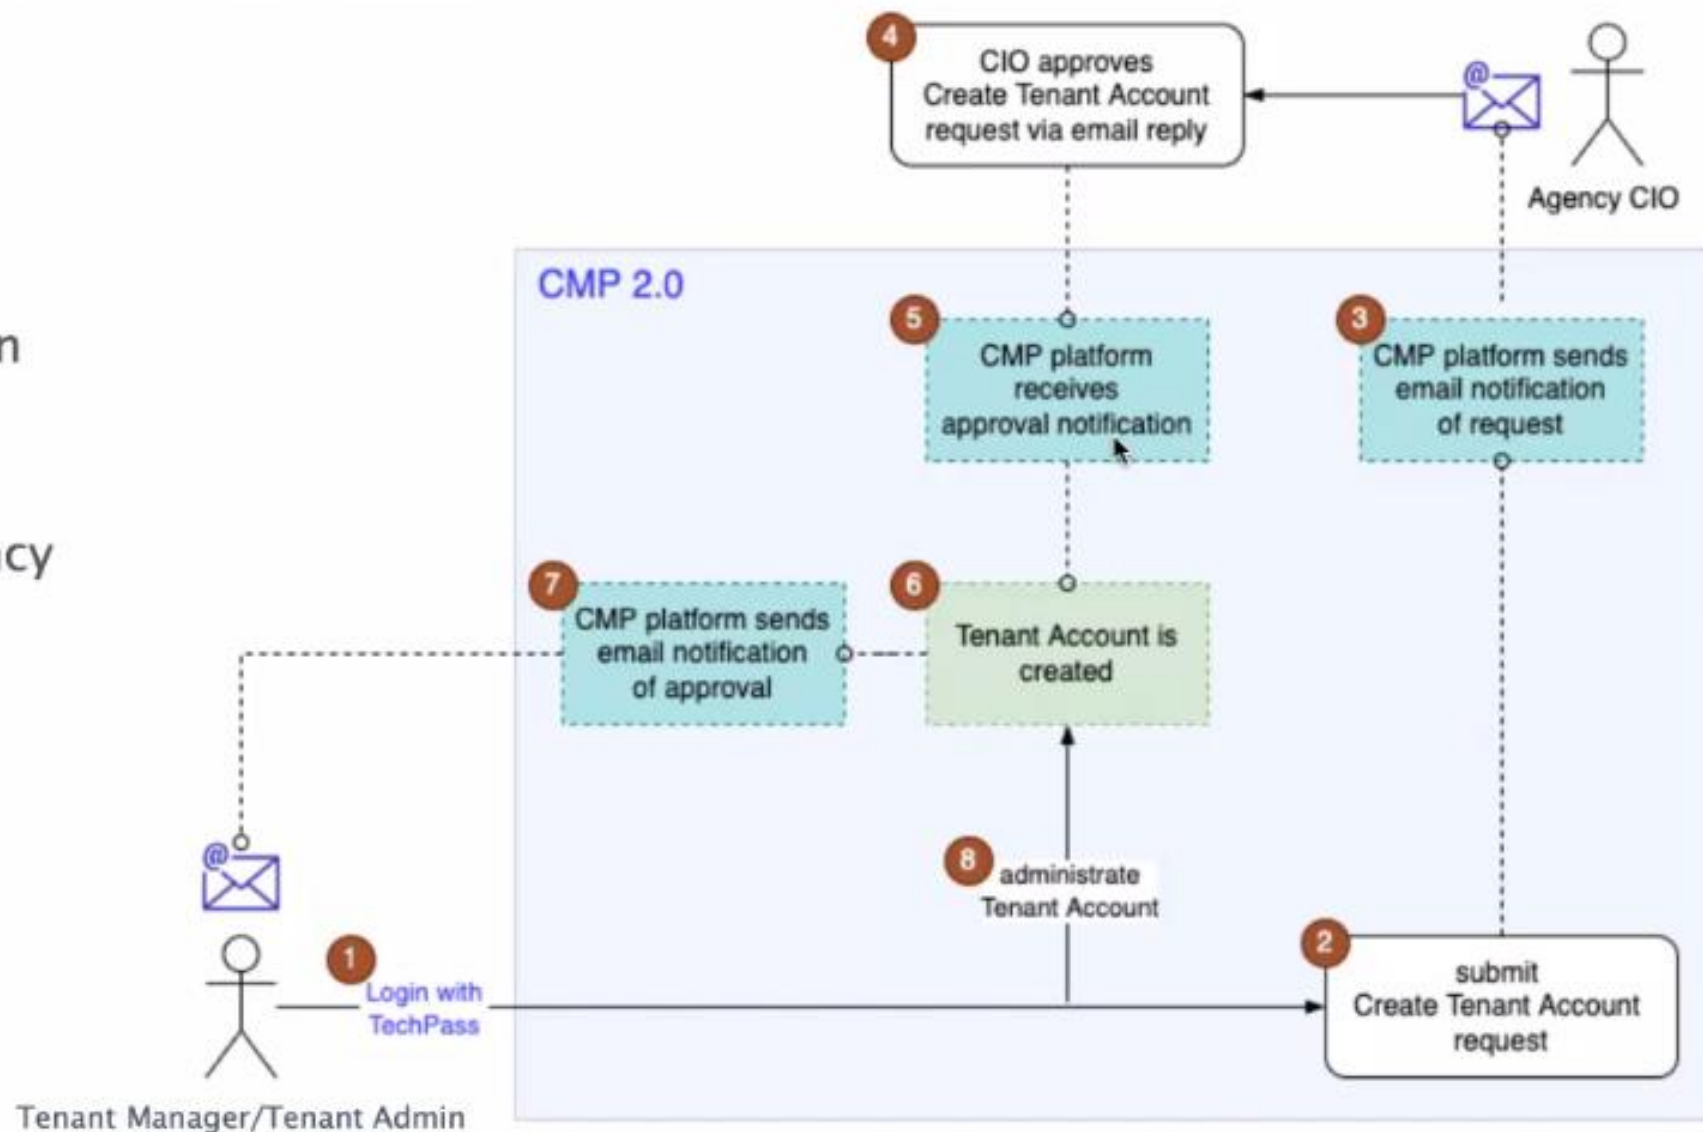 4
CIO approves
Create Tenant Account
request via email reply
@
Agency CIO
CMP 2.0
n
5
CMP platform
receives
approval notification
3
CMP platform sends
email notification
of request
cy
7
CMP platform sends
email notification
of approval
6
Tenant Account is
created
@
8
administrate
Tenant Account
1
Login with
TechPass
2
submit
Create Tenant Account
request
Tenant Manager/Tenant Admin